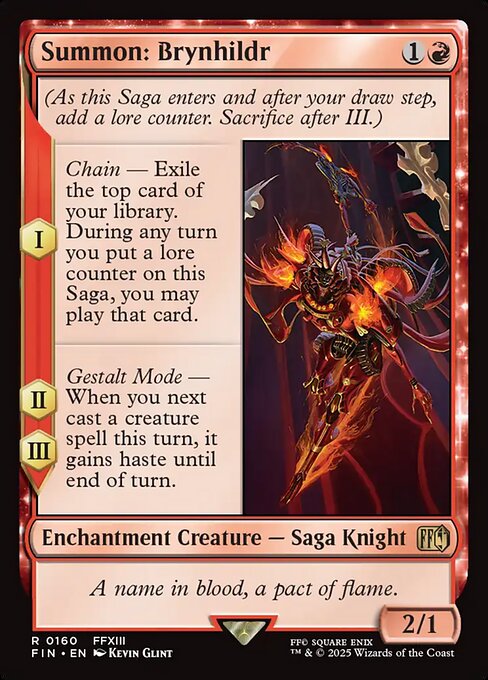 Summon: Brynhildr
1
(As this Saga enters and after your draw step,
add a lore counter. Sacrifice after III.)
I
Chain — Exile
the top card of
your library.
During any turn
you put a lore
counter on this
Saga, you may
play that card.
II
III
Gestalt Mode —
When you next
cast a creature
spell this turn, it
gains haste until
end of turn.
Enchantment Creature — Saga Knight
FF
A name in blood, a pact of flame.
2/1
R 0160 FFXIII
FIN • EN Kevin Glint
FF© SQUARE ENIX
™ & © 2025 Wizards of the Coast